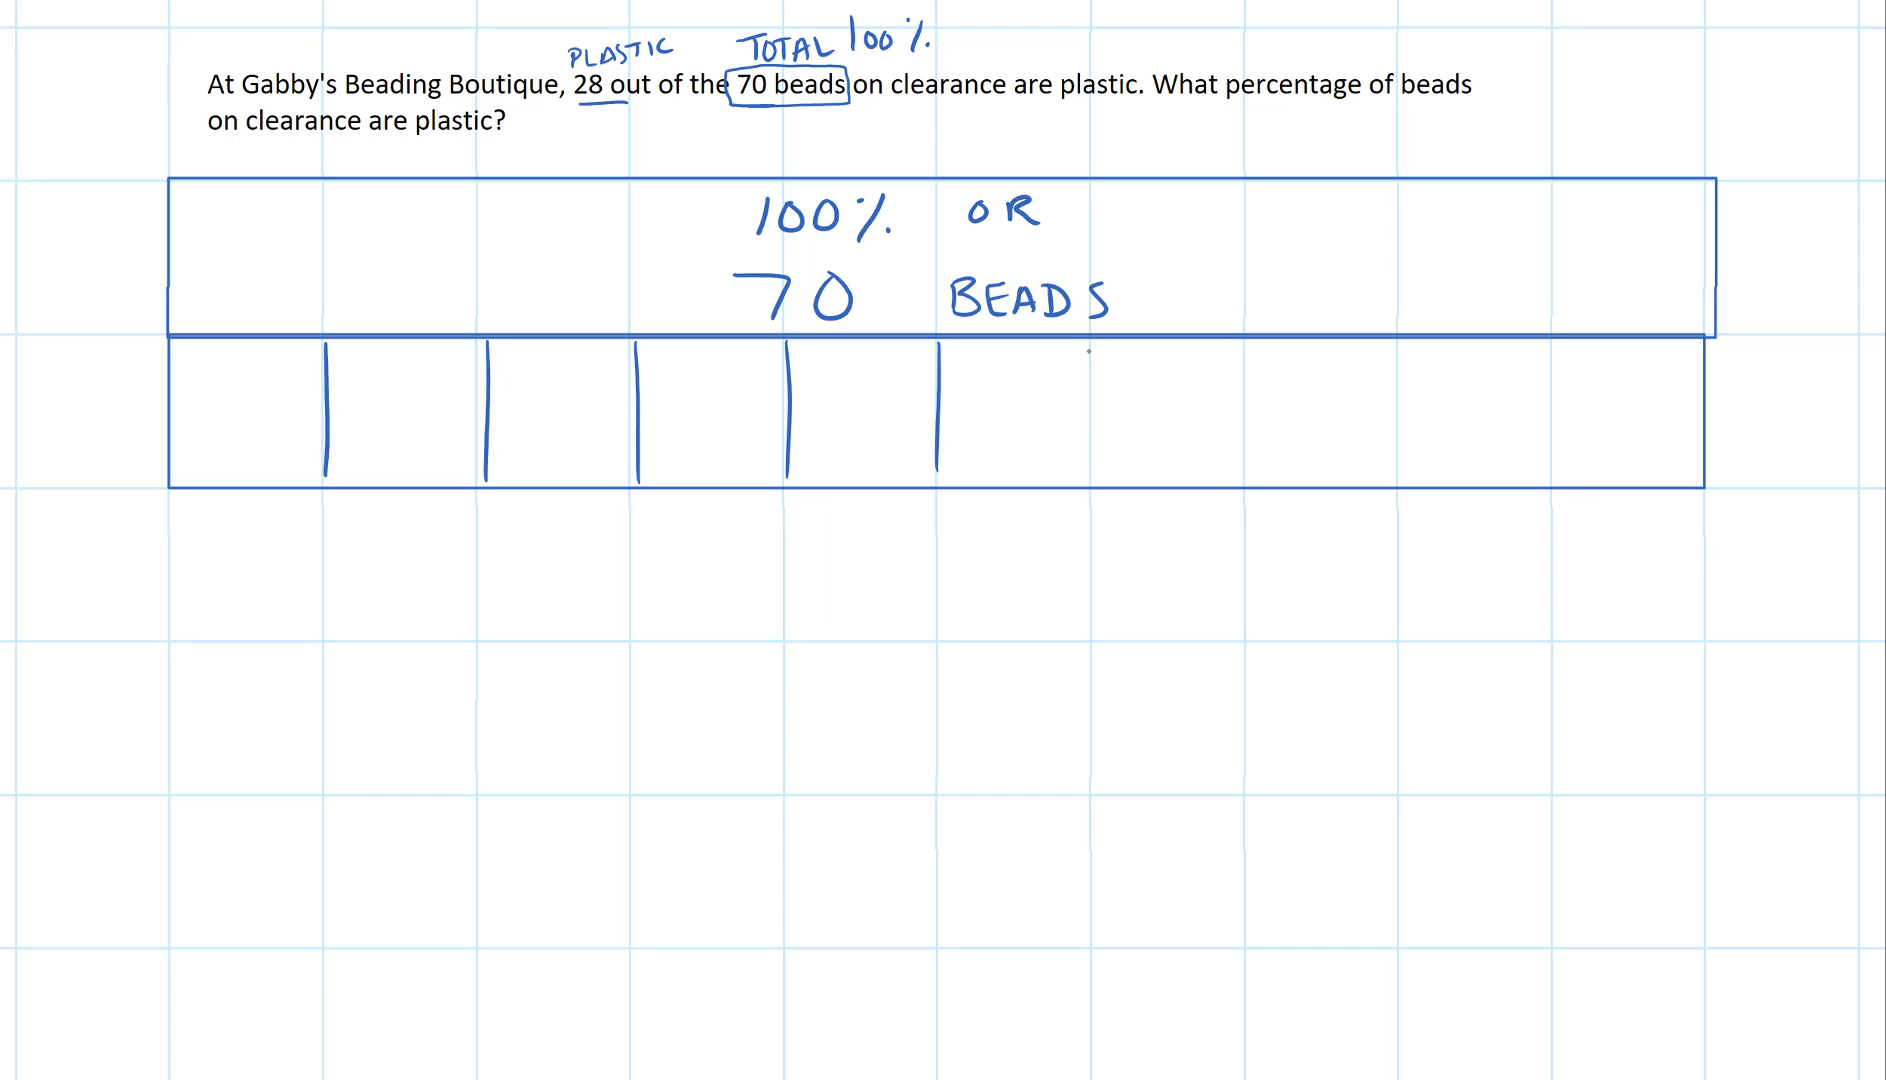 PLASTIC TOTAL 100%
At Gabby's Beading Boutique, 28 out of the 70 beads on clearance are plastic. What percentage of beads
on clearance are plastic?
100% OR
70 BEADS